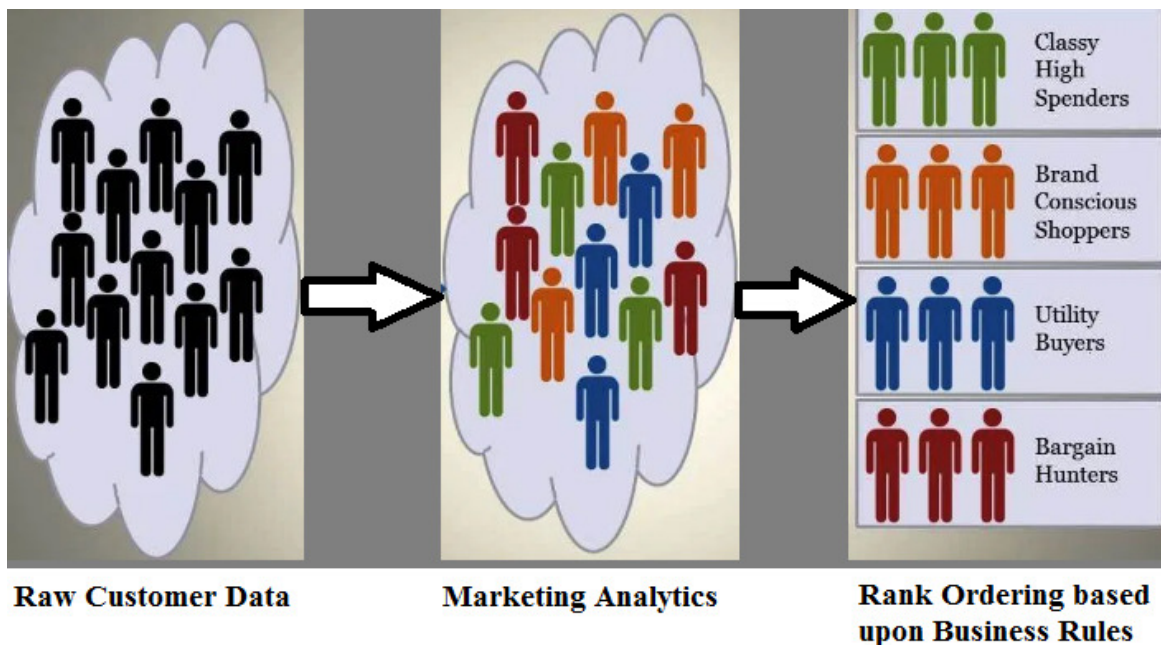 Classy
High
Spenders
Brand
Conscious
Shoppers
Utility
Buyers
Bargain
Hunters
Raw Customer Data
Marketing Analytics
Rank Ordering based
upon Business Rules